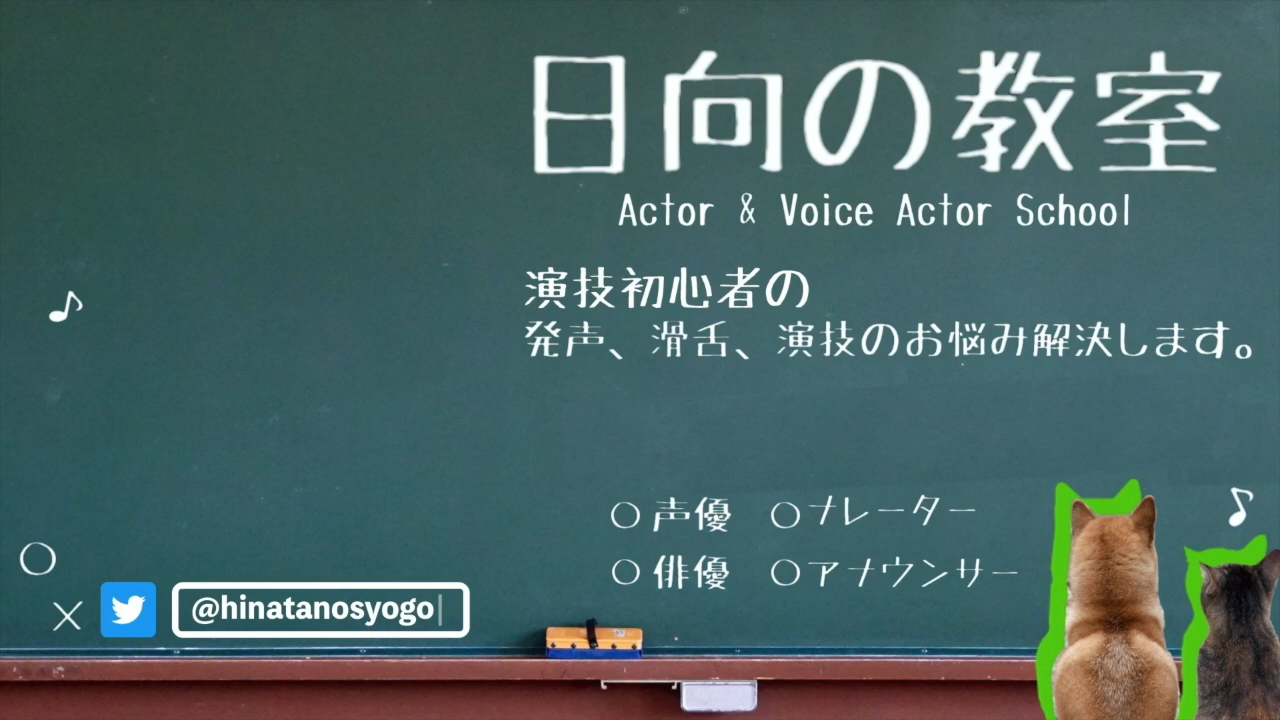 日向の教室
Actor & Voice Actor School
演技初心者の
発声、滑舌、演技のお悩み解決します。
○声優 ○ナレーター
○俳優 ○アナウンサー
@hinatanosyogo